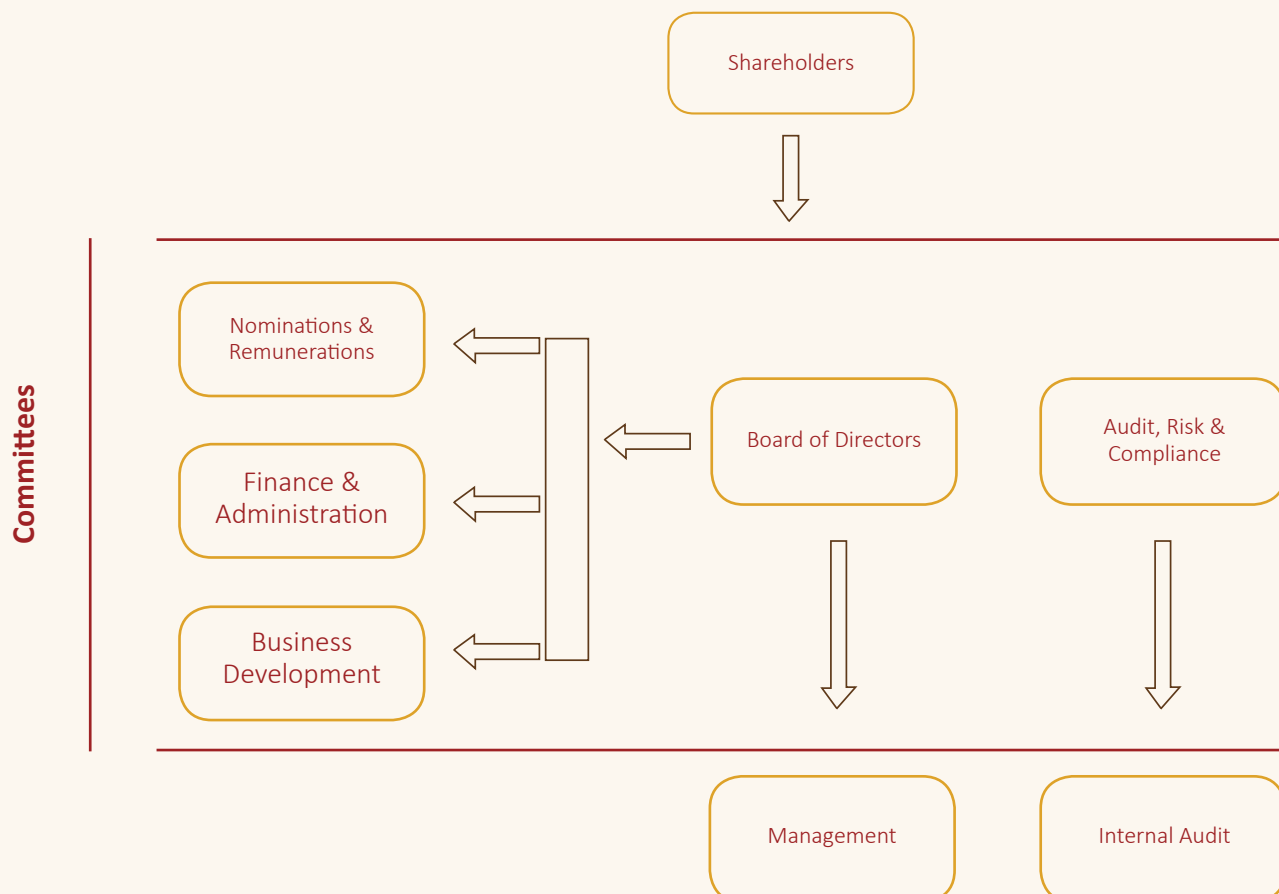 Shareholders
Committees
Nominations &
Remunerations
Finance &
Administration
Business
Development
Board of Directors
Audit, Risk &
Compliance
Management
Internal Audit